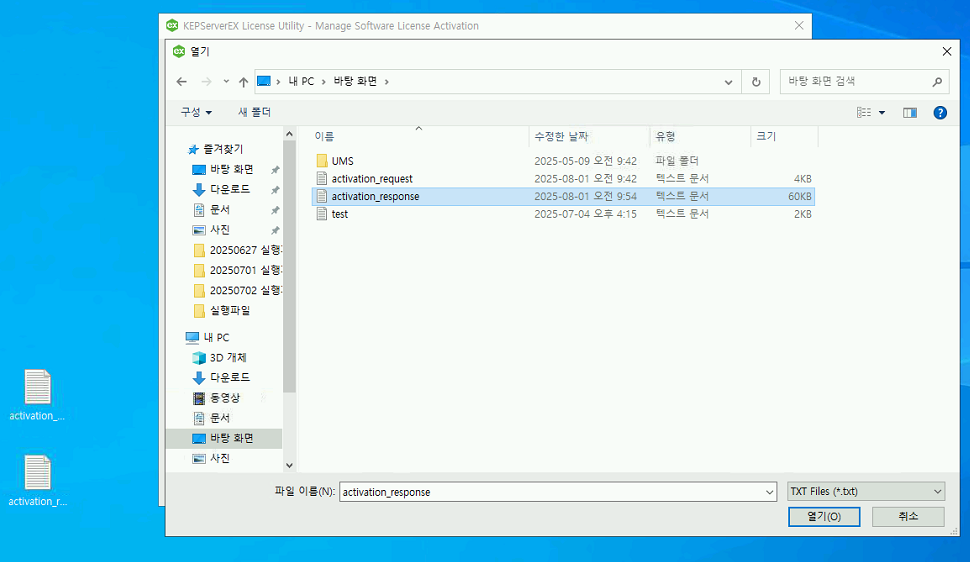 KEPServerEX License Utility - Manage Software License Activation
열기
내 PC
바탕 화면
바탕 화면 검색
구성
새 폴더
이름 수정한 날짜 유형 크기
UMS 2025-05-09 오전 9:42 파일 폴더
activation_request 2025-08-01 오전 9:42 텍스트 문서 4KB
activation_response 2025-08-01 오전 9:54 텍스트 문서 60KB
test 2025-07-04 오후 4:15 텍스트 문서 2KB
즐겨찾기
바탕 화면
다운로드
문서
사진
20250627 실행
20250701 실행
20250702 실행
실행파일
내 PC
3D 개체
다운로드
동영상
문서
바탕 화면
사진
파일 이름(N): activation_response TXT Files (*.txt)
열기(O) 취소
activation_...
activation_r...